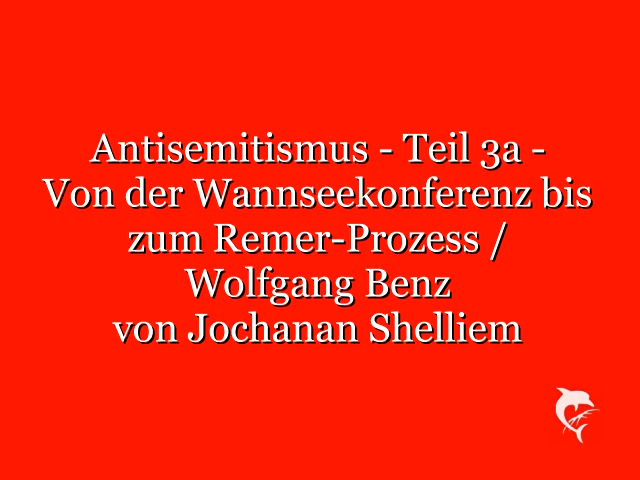 Antisemitismus - Teil 3a -
Von der Wannseekonferenz bis
zum Remer-Prozess /
Wolfgang Benz
von Jochanan Shelliem